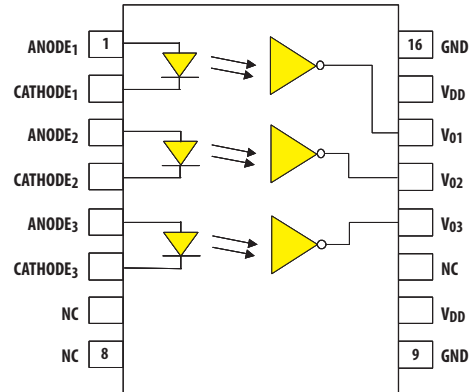 ANODE1 1 16 GND
CATHODE1 VDD
ANODE2 V01
CATHODE2 V02
ANODE3 V03
CATHODE3 NC
NC VDD
NC 8 9 GND